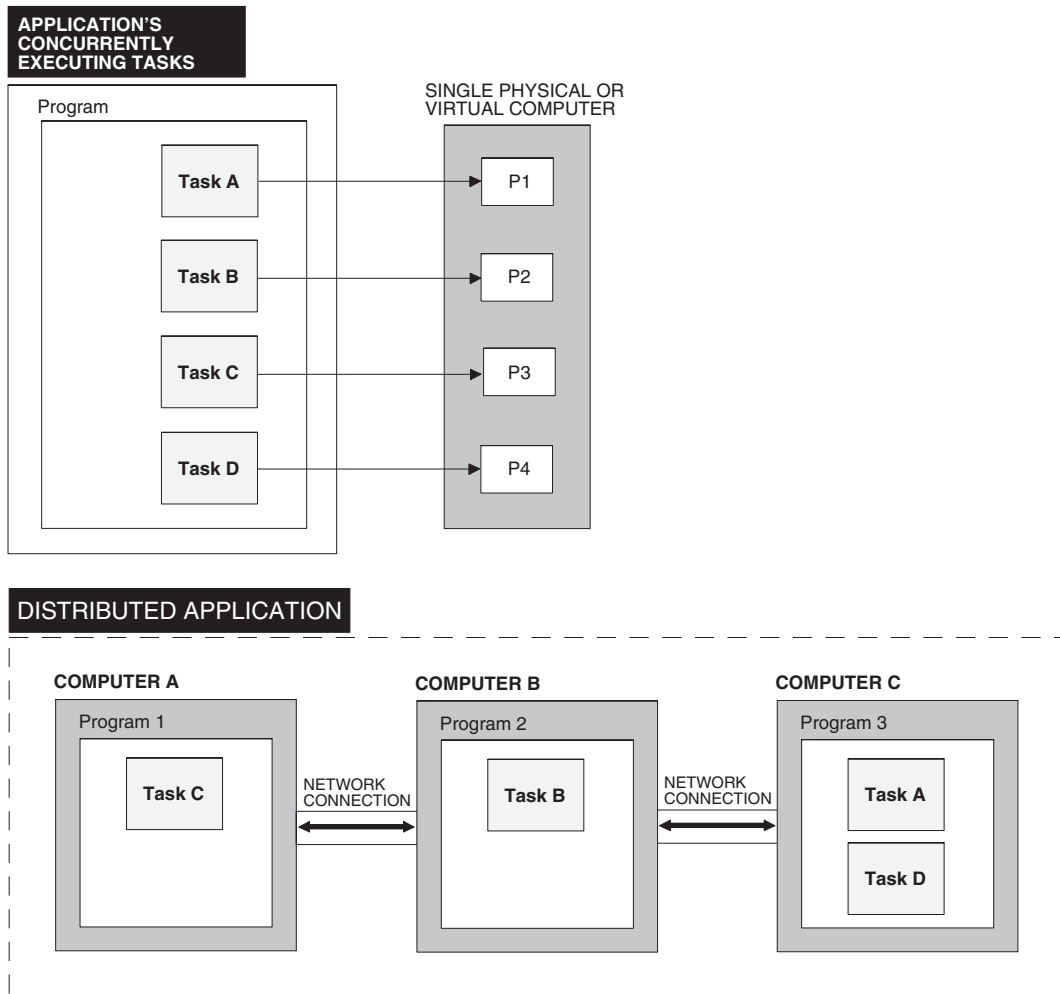 APPLICATION'S
CONCURRENTLY
EXECUTING TASKS
Program
SINGLE PHYSICAL OR
VIRTUAL COMPUTER
Task A
P1
Task B
P2
Task C
P3
Task D
P4
DISTRIBUTED APPLICATION
COMPUTER A
Program 1
Task C
NETWORK
CONNECTION
COMPUTER B
Program 2
Task B
NETWORK
CONNECTION
COMPUTER C
Program 3
Task A
Task D